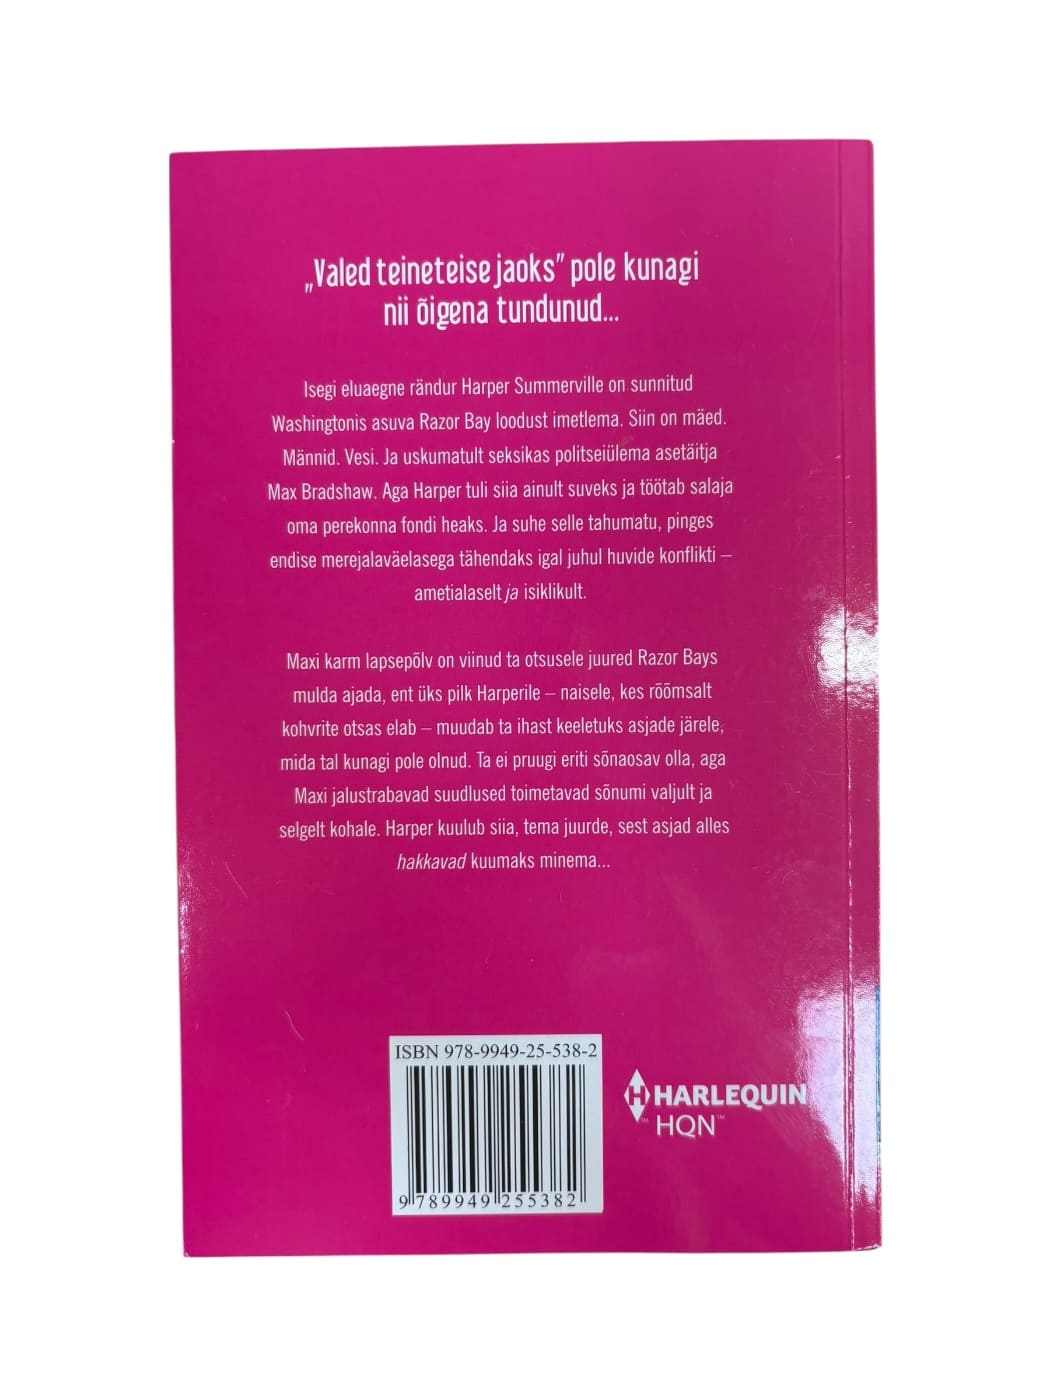 „Valed teineteise jaoks” pole kunagi
nii õigena tundunud...
Isegi eluaegne rändur Harper Summerville on sunnitud
Washingtonis asuva Razor Bay loodust imetlema. Siin on mäed.
Männid. Vesi. Ja uskumatult seksikas politseiülema asetäitja
Max Bradshaw. Aga Harper tuli siia ainult suveks ja töötab salaja
oma perekonna fondi heaks. Ja suhe selle tahumatu, pinges
endise merejalaväelasega tähendaks igal juhul huvide konflikti –
ametialaselt ja isiklikult.
Maxi karm lapsepõlv on viinud ta otsusele juured Razor Bays
mulda ajada, ent üks pilk Harperile – naisele, kes rõõmsalt
kohvrite otsas elab – muudab ta ihast keeletuks asjade järele,
mida tal kunagi pole olnud. Ta ei pruugi eriti sõnaosav olla, aga
Maxi jalustrabavad suudlused toimetavad sõnumi valjult ja
selgelt kohale. Harper kuulub siia, tema juurde, sest asjad alles
hakkavad kuumaks minema...
ISBN 978-9949-25-538-2
9 789949 255382
H HARLEQUIN
™ HQN™